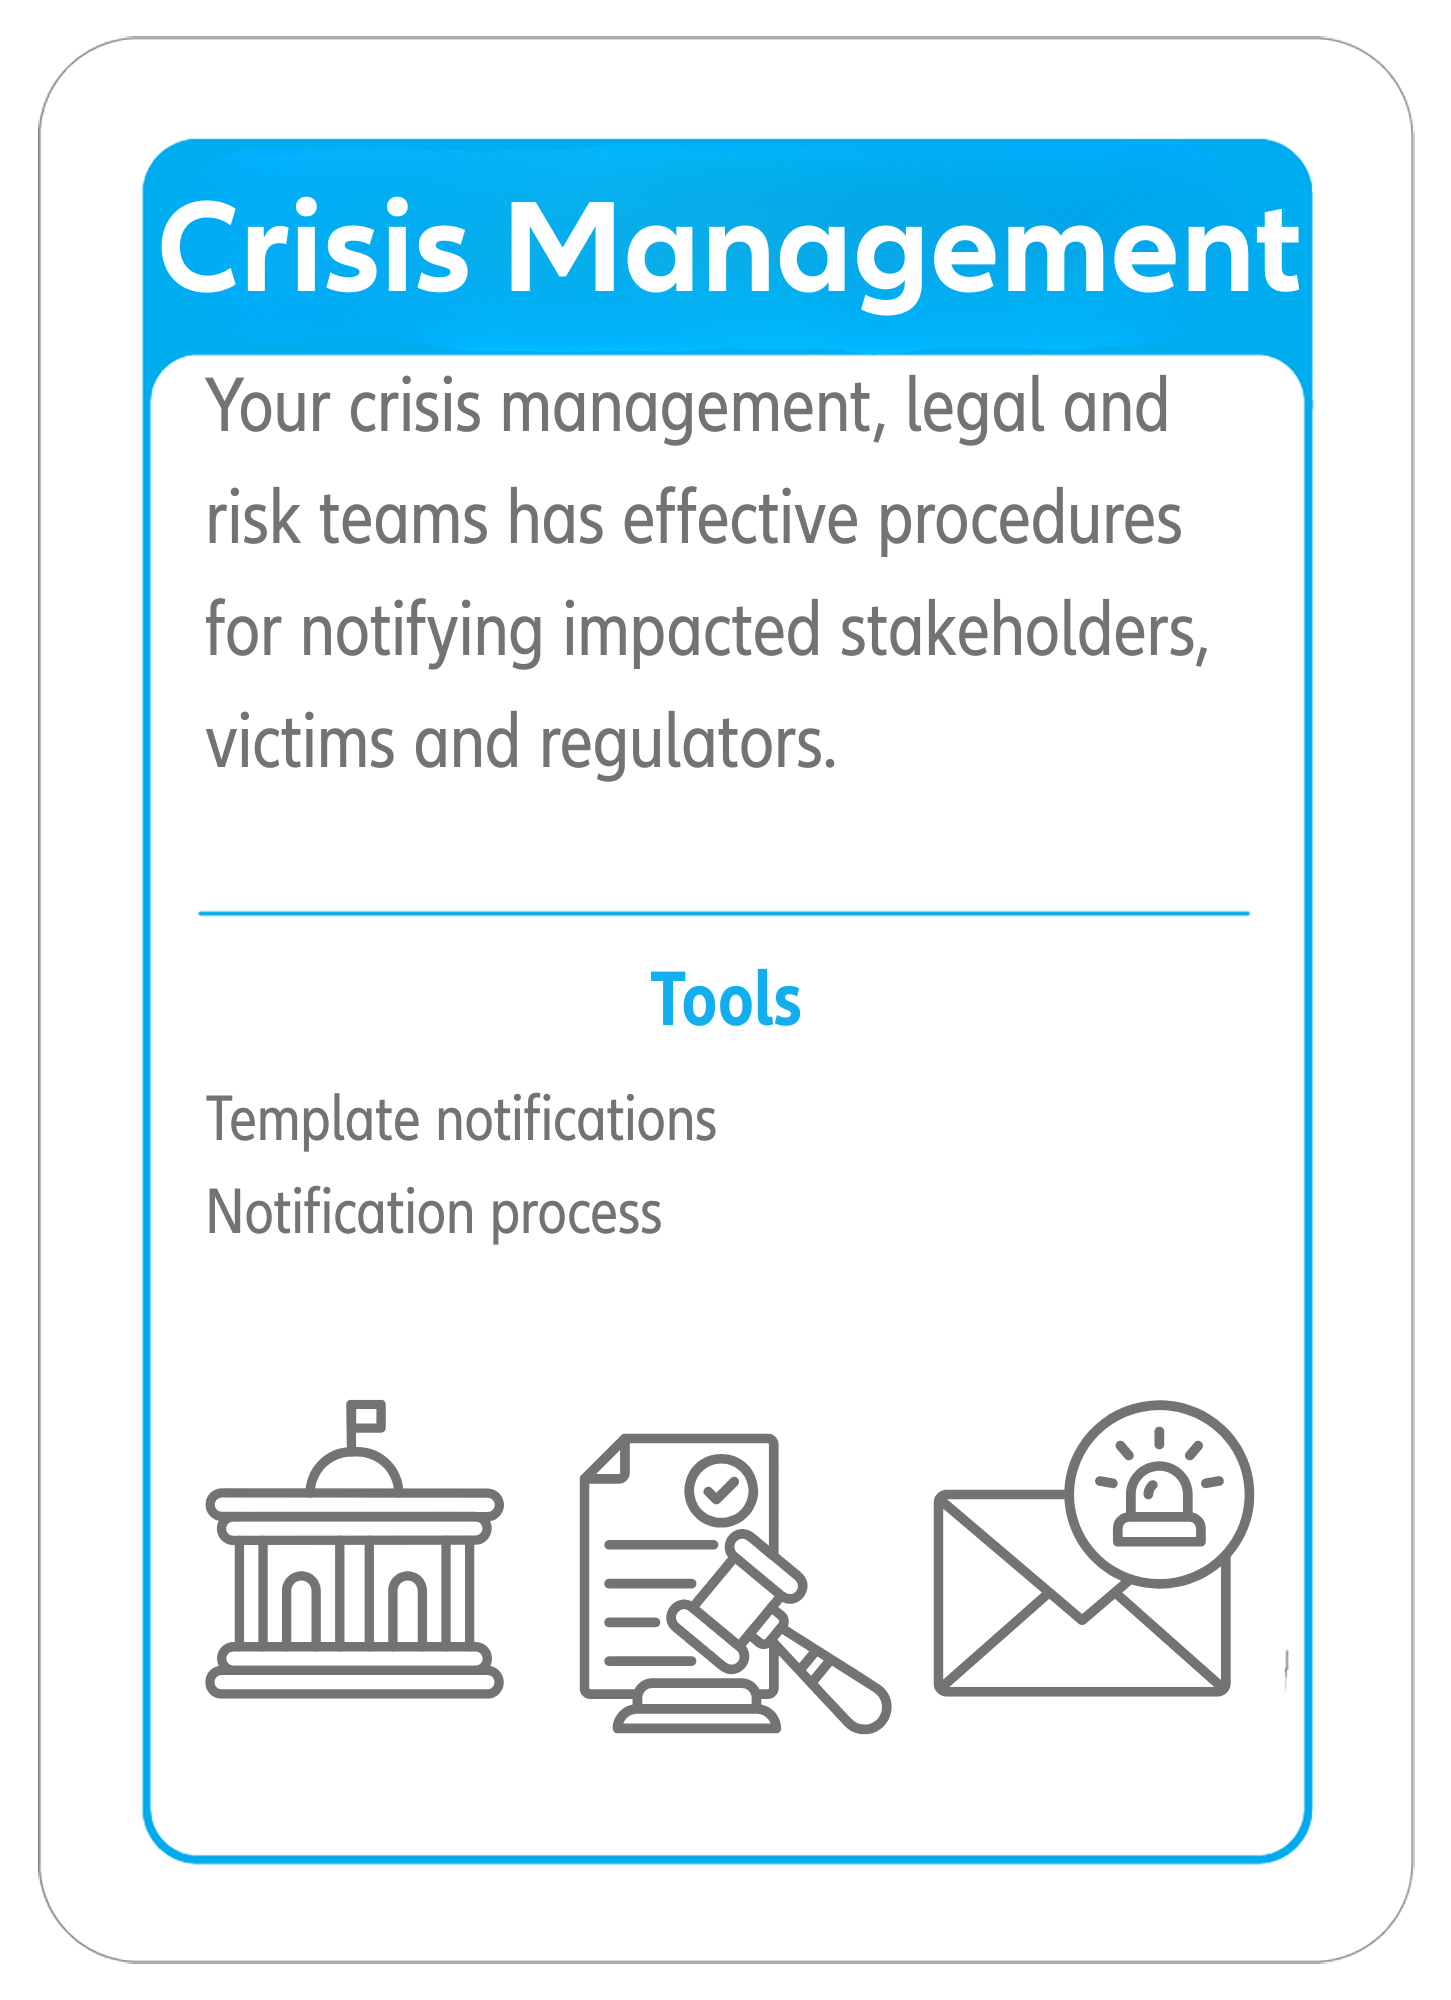 Crisis Management
Your crisis management, legal and
risk teams has effective procedures
for notifying impacted stakeholders,
victims and regulators.
Tools
Template notifications
Notification process